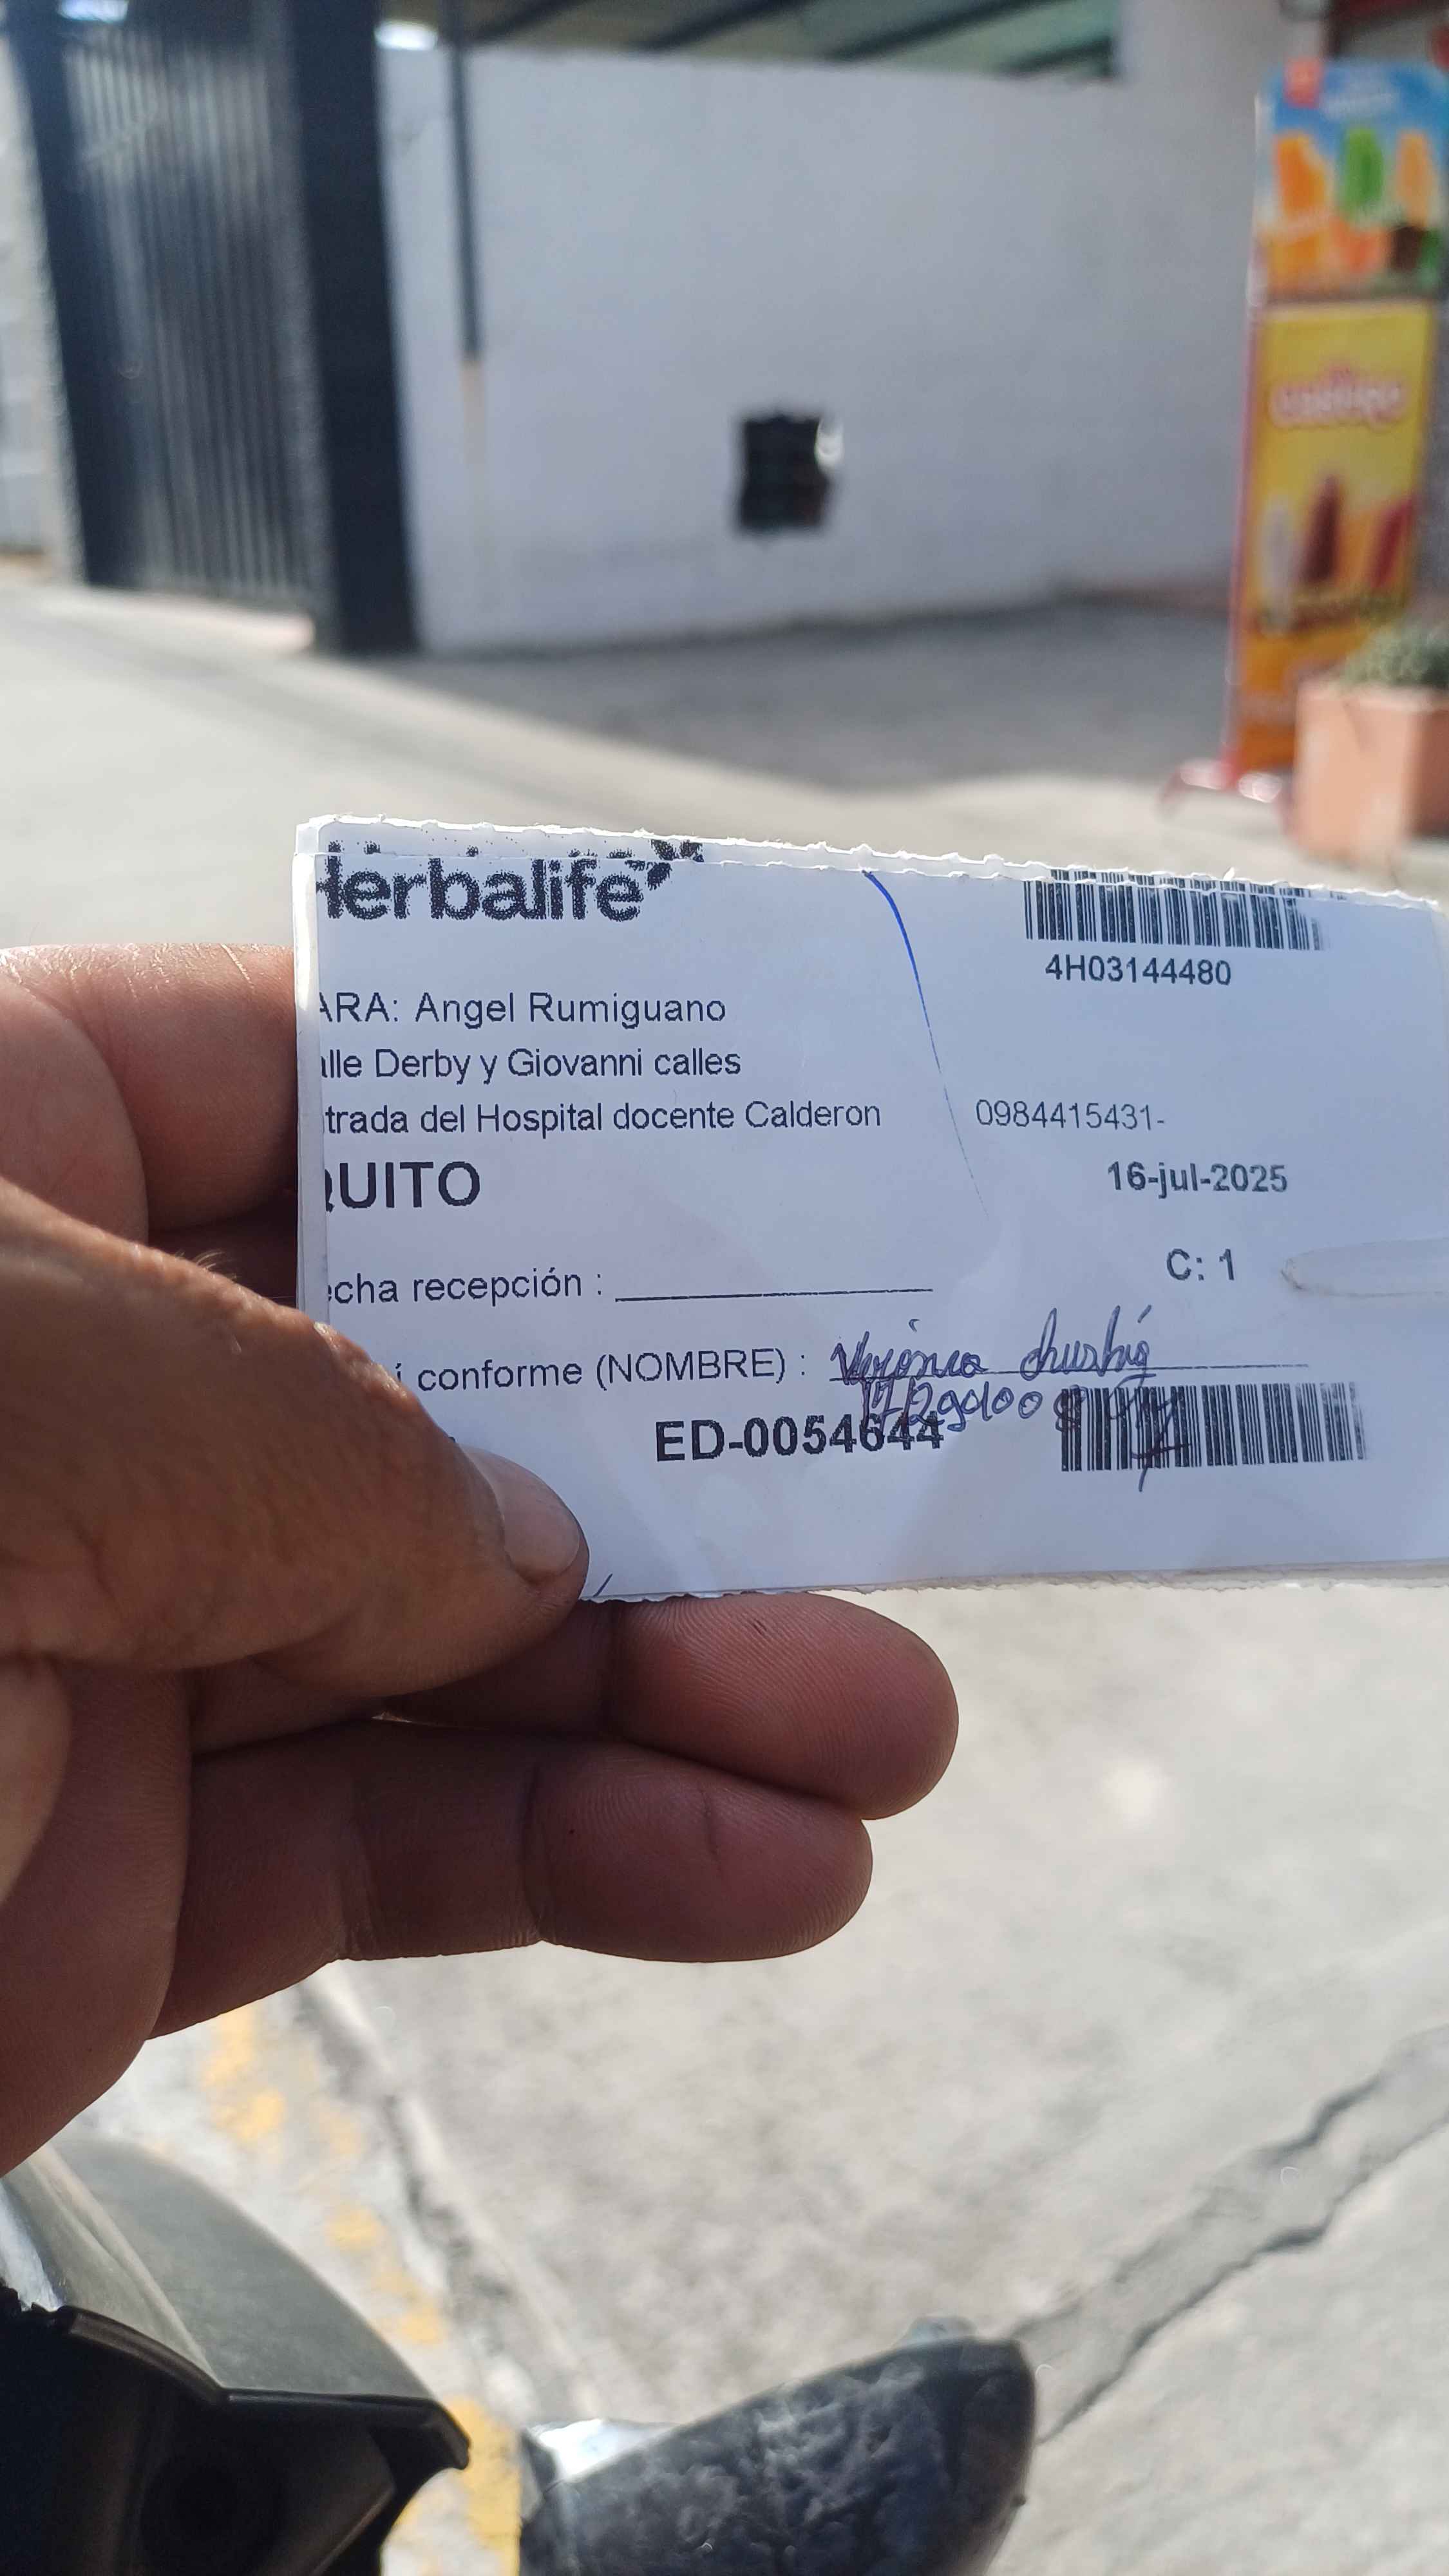 Herbalife
4H03144480
ARA: Angel Rumiguano
alle Derby y Giovanni calles
trada del Hospital docente Calderon
0984415431-
QUITO
16-jul-2025
C: 1
echa recepción :
í conforme (NOMBRE) : Verónica
ED-0054644